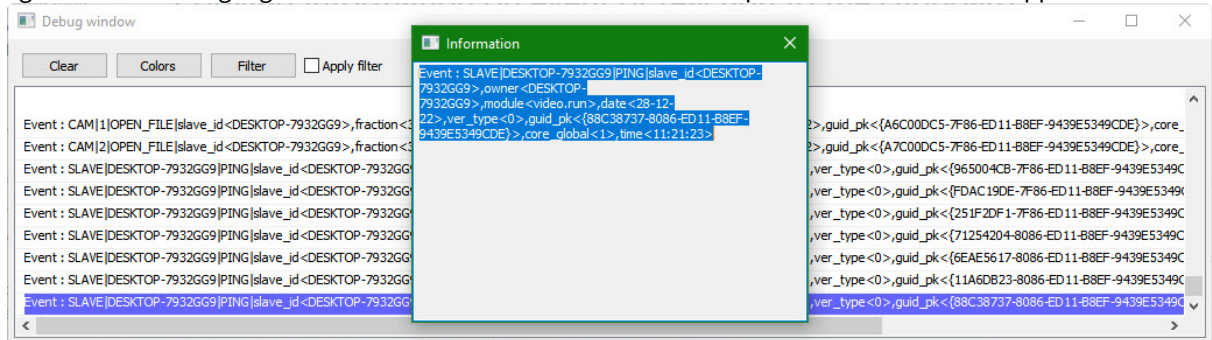 Debug window
Information
Clear Colors Filter Apply filter
Event : SLAVE|DESKTOP-7932GG9|PING|slave_id<DESKTOP-
7932GG9>,owner<DESKTOP-
7932GG9>,module<video.run>,date<28-12-
22>,ver_type<0>,guid_pk<{88C38737-8086-ED11-B8EF-
9439E5349CDE}>,core_global<1>,time<11:21:23>
Event : CAM|1|OPEN_FILE|slave_id<DESKTOP-7932GG9>,fraction<3 2>,guid_pk<{A6C00DC5-7F86-ED11-B8EF-9439E5349CDE}>,core_
Event : CAM|2|OPEN_FILE|slave_id<DESKTOP-7932GG9>,fraction<3 2>,guid_pk<{A7C00DC5-7F86-ED11-B8EF-9439E5349CDE}>,core_
Event : SLAVE|DESKTOP-7932GG9|PING|slave_id<DESKTOP-7932GG9 ,ver_type<0>,guid_pk<{965004CB-7F86-ED11-B8EF-9439E5349C
Event : SLAVE|DESKTOP-7932GG9|PING|slave_id<DESKTOP-7932GG9 ,ver_type<0>,guid_pk<{FDAC19DE-7F86-ED11-B8EF-9439E5349C
Event : SLAVE|DESKTOP-7932GG9|PING|slave_id<DESKTOP-7932GG9 ,ver_type<0>,guid_pk<{251F2DF1-7F86-ED11-B8EF-9439E5349C
Event : SLAVE|DESKTOP-7932GG9|PING|slave_id<DESKTOP-7932GG9 ,ver_type<0>,guid_pk<{71254204-8086-ED11-B8EF-9439E5349C
Event : SLAVE|DESKTOP-7932GG9|PING|slave_id<DESKTOP-7932GG9 ,ver_type<0>,guid_pk<{6EAE5617-8086-ED11-B8EF-9439E5349C
Event : SLAVE|DESKTOP-7932GG9|PING|slave_id<DESKTOP-7932GG9 ,ver_type<0>,guid_pk<{11A6DB23-8086-ED11-B8EF-9439E5349C
Event : SLAVE|DESKTOP-7932GG9|PING|slave_id<DESKTOP-7932GG9 ,ver_type<0>,guid_pk<{88C38737-8086-ED11-B8EF-9439E5349C